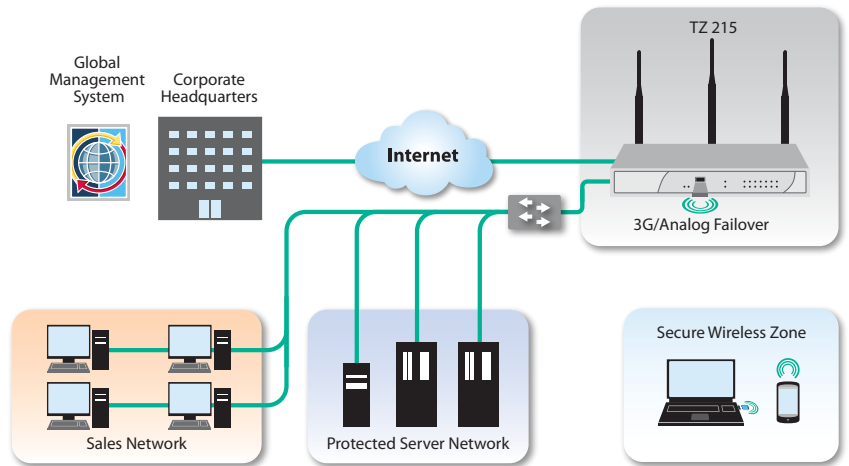 TZ 215
Global
Management
System
Corporate
Headquarters
Internet
3G/Analog Failover
Secure Wireless Zone
Sales Network
Protected Server Network